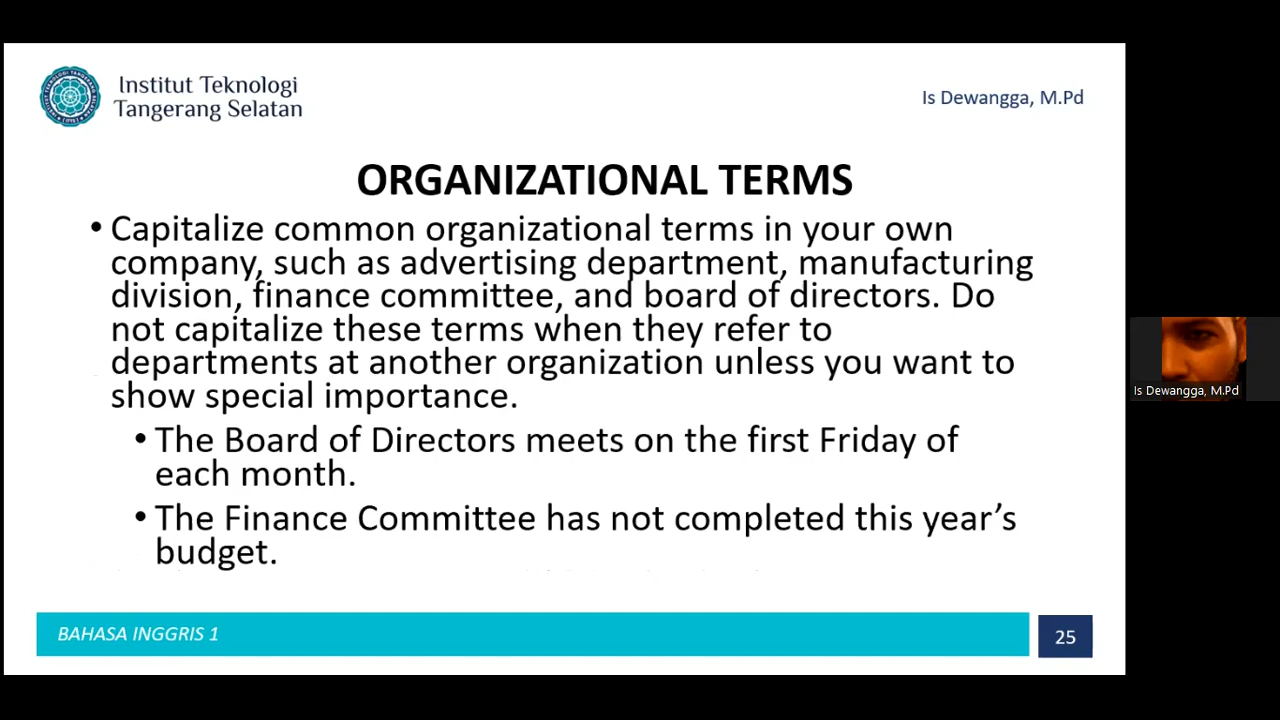 Institut Teknologi
Tangerang Selatan
Is Dewangga, M.Pd
ORGANIZATIONAL TERMS
• Capitalize common organizational terms in your own
company, such as advertising department, manufacturing
division, finance committee, and board of directors. Do
not capitalize these terms when they refer to
departments at another organization unless you want to
show special importance.
• The Board of Directors meets on the first Friday of
each month.
• The Finance Committee has not completed this year’s
budget.
Is Dewangga, M.Pd
BAHASA INGGRIS 1
25